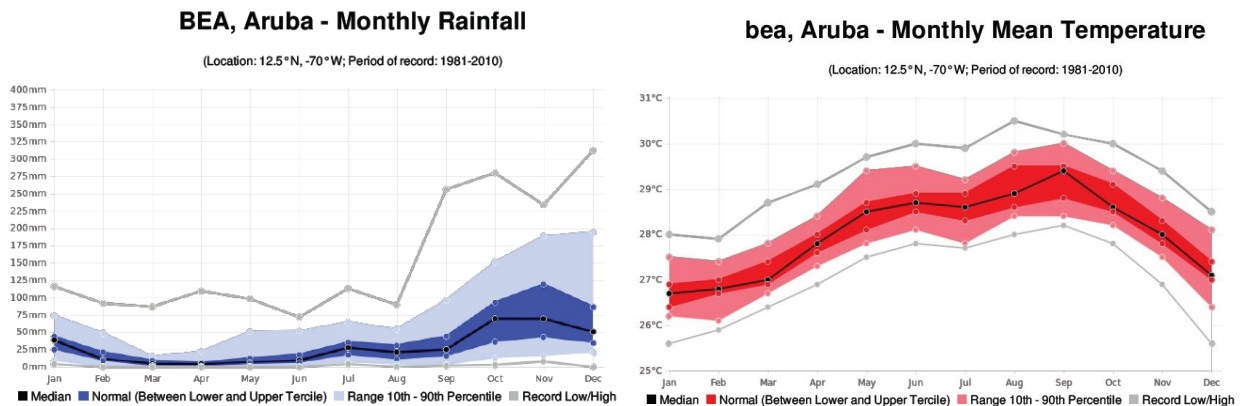 BEA, Aruba - Monthly Rainfall
(Location: 12.5°N, -70°W; Period of record: 1981-2010)
400mm
375mm
350mm
325mm
300mm
275mm
250mm
225mm
200mm
175mm
150mm
125mm
100mm
75mm
50mm
25mm
0mm
Jan Feb Mar Apr May Jun Jul Aug Sep Oct Nov Dec
Median Normal (Between Lower and Upper Tercile) Range 10th - 90th Percentile Record Low/High
bea, Aruba - Monthly Mean Temperature
(Location: 12.5°N, -70°W; Period of record: 1981-2010)
31°C
30°C
29°C
28°C
27°C
26°C
25°C
Jan Feb Mar Apr May Jun Jul Aug Sep Oct Nov Dec
Median Normal (Between Lower and Upper Tercile) Range 10th - 90th Percentile Record Low/High